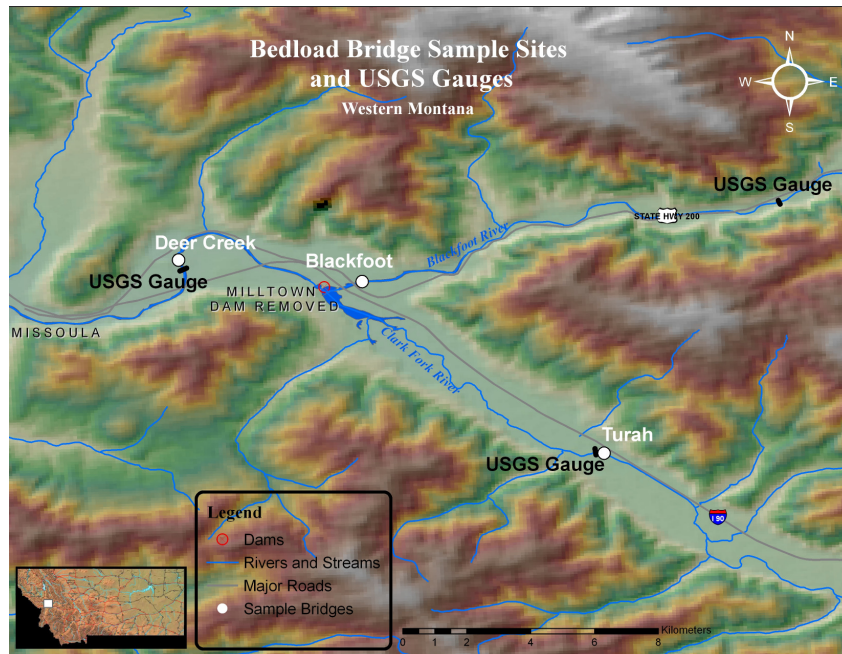 Bedload Bridge Sample Sites
and USGS Gauges
Western Montana
N
W
E
S
USGS Gauge
STATE HWY 200
Blackfoot River
Deer Creek
USGS Gauge
Blackfoot
MILLTOWN
DAM REMOVED
MISSOULA
Clark Fork River
Turah
USGS Gauge
I 90
Legend
Dams
Rivers and Streams
Major Roads
Sample Bridges
Kilometers
0 1 2 4 6 8